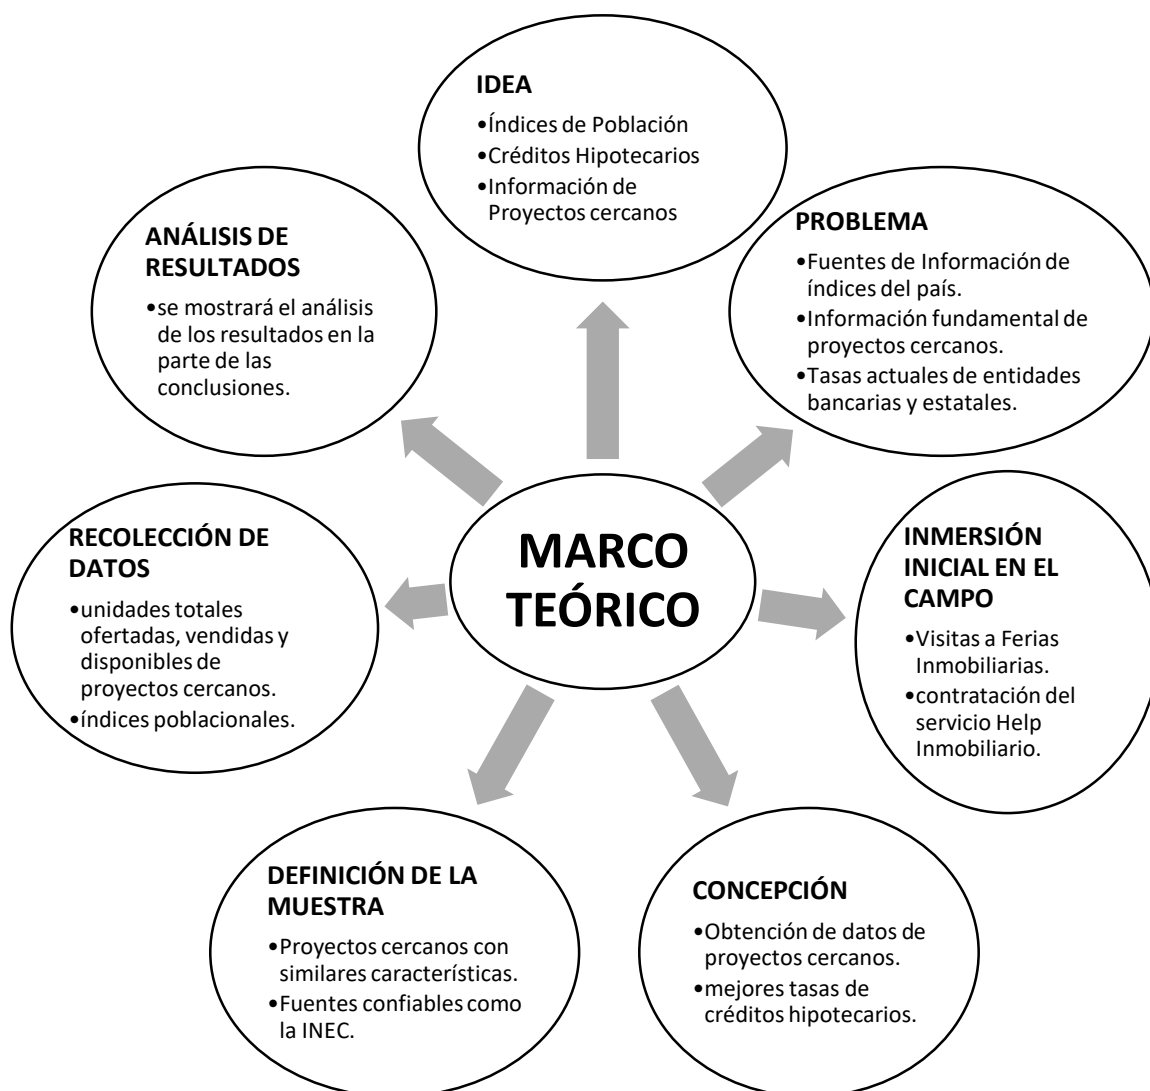 IDEA
•Índices de Población
•Créditos Hipotecarios
•Información de
Proyectos cercanos
PROBLEMA
•Fuentes de Información de
índices del país.
•Información fundamental de
proyectos cercanos.
•Tasas actuales de entidades
bancarias y estatales.
INMERSIÓN
INICIAL EN EL
CAMPO
•Visitas a Ferias
Inmobiliarias.
•contratación del
servicio Help
Inmobiliario.
CONCEPCIÓN
•Obtención de datos de
proyectos cercanos.
•mejores tasas de
créditos hipotecarios.
DEFINICIÓN DE LA
MUESTRA
•Proyectos cercanos con
similares característícas.
•Fuentes confiables como
la INEC.
RECOLECCIÓN DE
DATOS
•unidades totales
ofertadas, vendidas y
disponibles de
proyectos cercanos.
•índices poblacionales.
ANÁLISIS DE
RESULTADOS
•se mostrará el análisis
de los resultados en la
parte de las
conclusiones.
MARCO
TEÓRICO